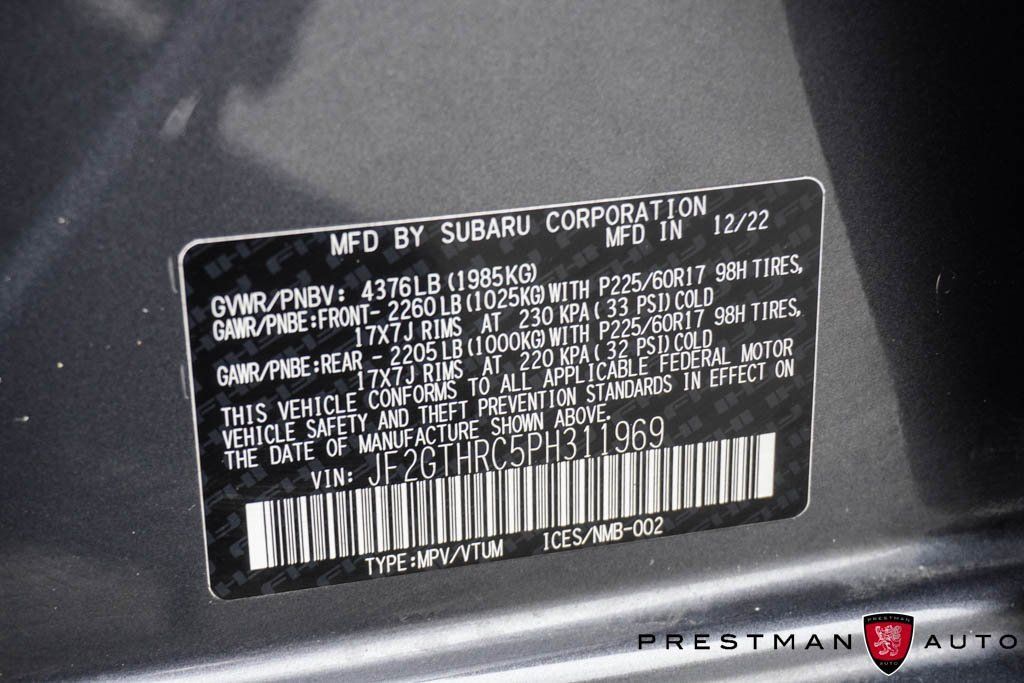 MFD BY SUBARU CORPORATION
MFD IN 12/22
GVWR/PNBV: 4376LB (1985KG)
GAWR/PNBE:FRONT- 2260LB (1025KG) WITH P225/60R17 98H TIRES,
17X7J RIMS AT 230 KPA ( 33 PSI) COLD
GAWR/PNBE:REAR - 2205LB (1000KG) WITH P225/60R17 98H TIRES,
17X7J RIMS AT 220 KPA ( 32 PSI) COLD
THIS VEHICLE CONFORMS TO ALL APPLICABLE FEDERAL MOTOR
VEHICLE SAFETY AND THEFT PREVENTION STANDARDS IN EFFECT ON
THE DATE OF MANUFACTURE SHOWN ABOVE.
VIN: JF2GTHRC5PH311969
TYPE:MPV/VTUM ICES/NMB-002
PRESTMAN AUTO
PRESTMAN
AUTO